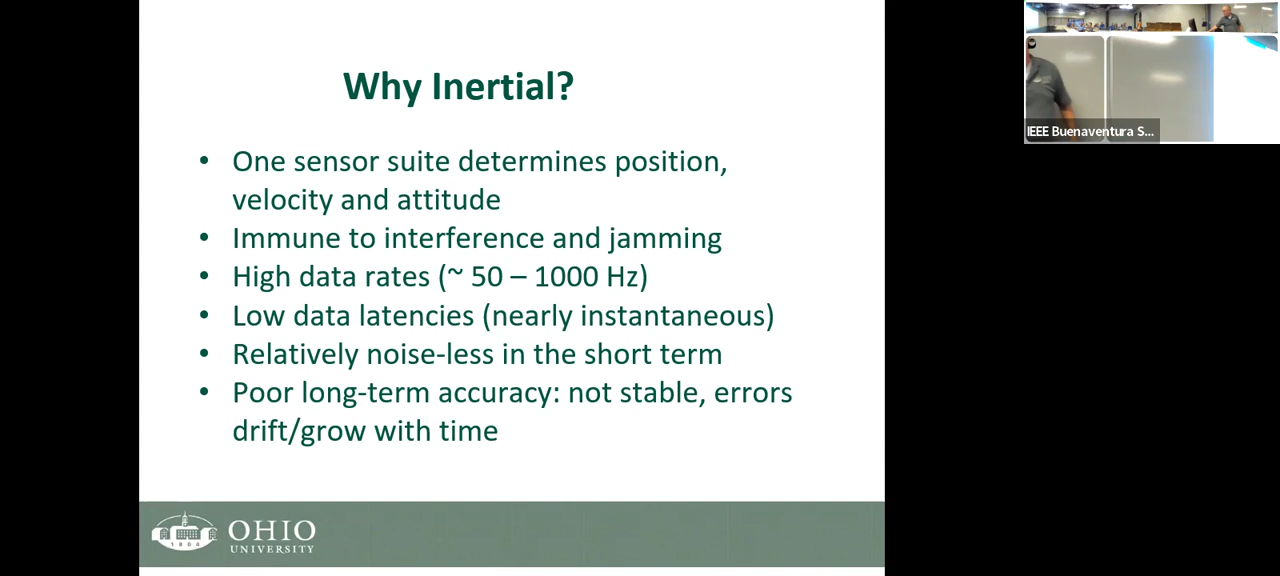 Why Inertial?
• One sensor suite determines position,
velocity and attitude
• Immune to interference and jamming
• High data rates (~ 50 – 1000 Hz)
• Low data latencies (nearly instantaneous)
• Relatively noise-less in the short term
• Poor long-term accuracy: not stable, errors
drift/grow with time
1804
OHIO
UNIVERSITY
IEEE Buenaventura S...